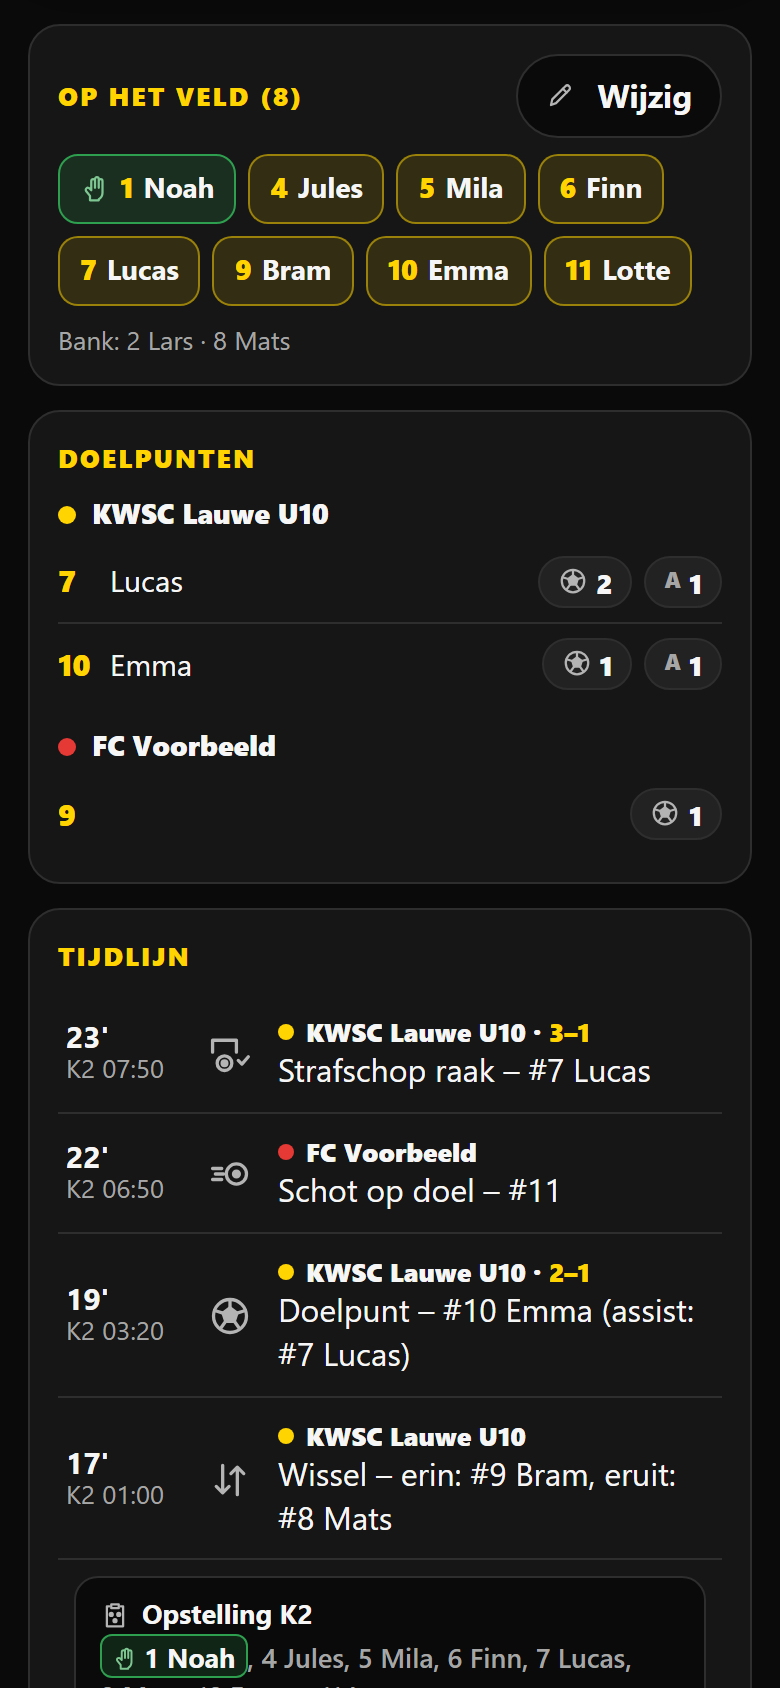 OP HET VELD (8)
Wijzig
1 Noah
4 Jules
5 Mila
6 Finn
7 Lucas
9 Bram
10 Emma
11 Lotte
Bank: 2 Lars · 8 Mats
DOELPUNTEN
KWSC Lauwe U10
7 Lucas 2 A 1
10 Emma 1 A 1
FC Voorbeeld
9 1
TIJDLIJN
23'
K2 07:50
KWSC Lauwe U10 · 3–1
Strafschop raak – #7 Lucas
22'
K2 06:50
FC Voorbeeld
Schot op doel – #11
19'
K2 03:20
KWSC Lauwe U10 · 2–1
Doelpunt – #10 Emma (assist:
#7 Lucas)
17'
K2 01:00
KWSC Lauwe U10
Wissel – erin: #9 Bram, eruit:
#8 Mats
Opstelling K2
1 Noah, 4 Jules, 5 Mila, 6 Finn, 7 Lucas,